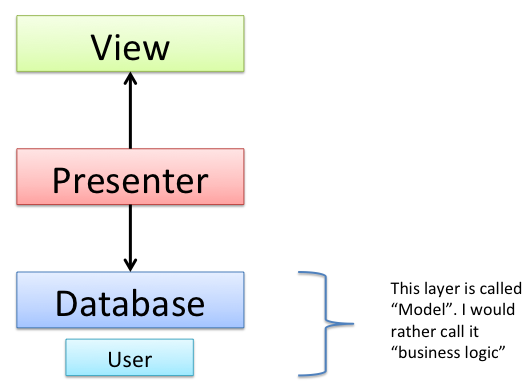 View
Presenter
Database
This layer is called
“Model”. I would
rather call it
“business logic”
User